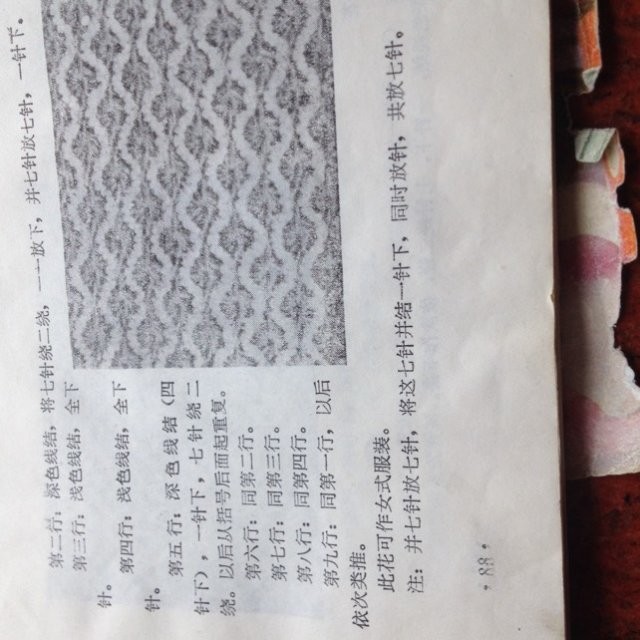 针下。
第二行：深色线结，将七针绕二绕，一一放下，并七针放七针，一针下。
第三行：浅色线结，全下
针。
第四行：浅色线结，全下
针。
第五行：深色线结（四
针下），一针下，七针绕二
绕。以后从括号后面起重复。
第六行：同第二行。
第七行：同第三行。
第八行：同第四行。
第九行：同第一行，以后
依次类推。
此花可作女式服装。
注：并七针放七针，将这七针并结一针下，同时放针，共放七针。